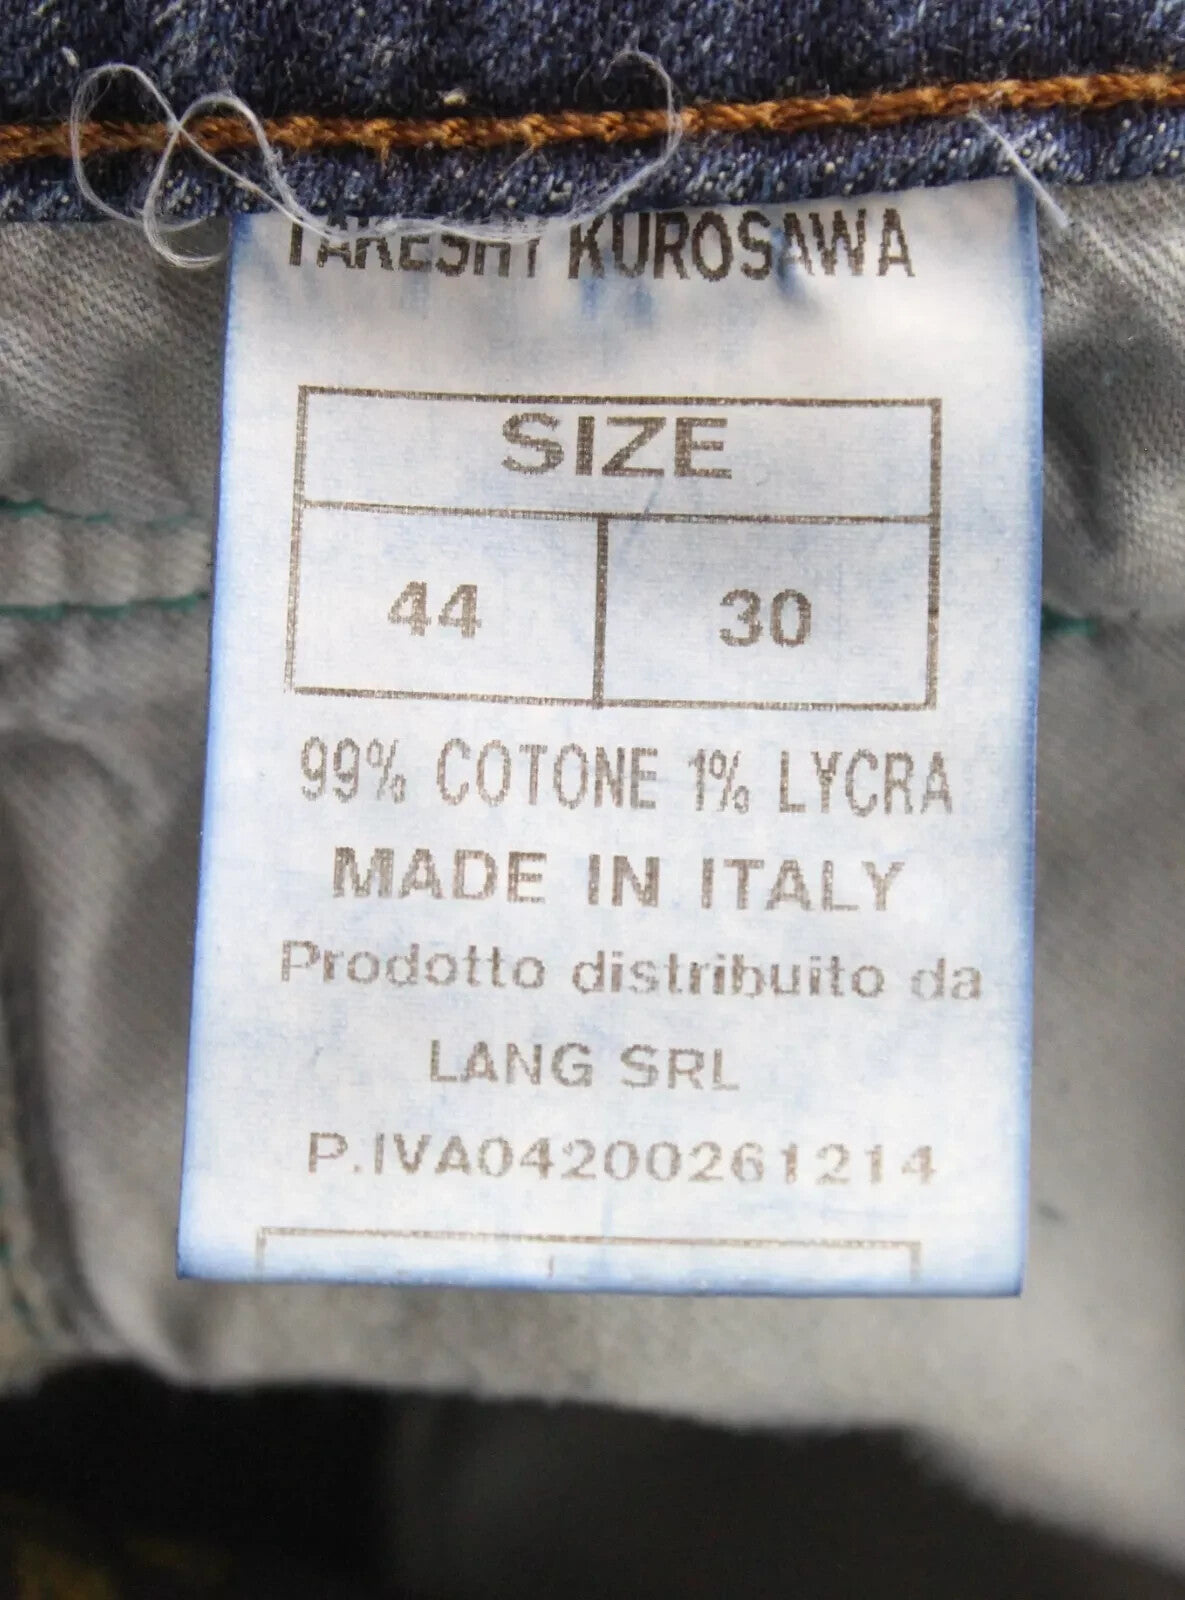 TAKESHY KUROSAWA
SIZE
44 30
99% COTONE 1% LYCRA
MADE IN ITALY
Prodotto distribuito da
LANG SRL
P.IVA04200261214